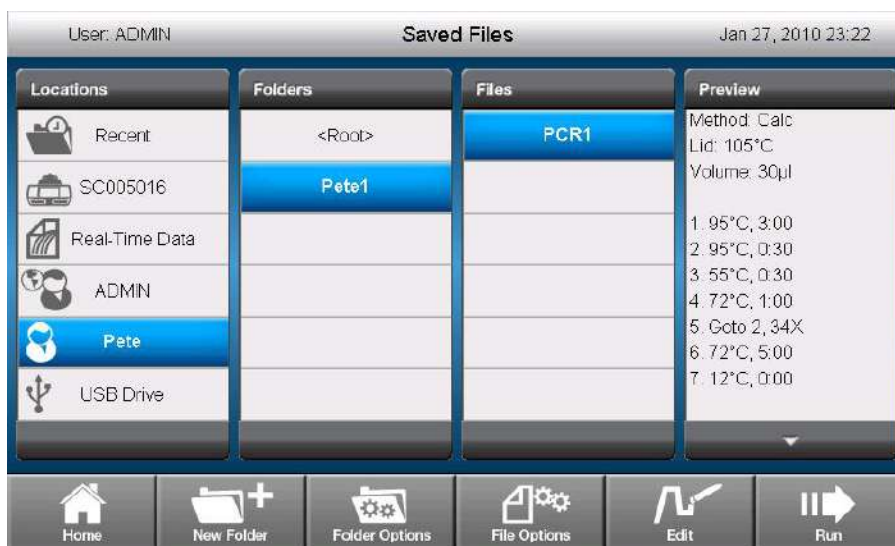 User: ADMIN
Saved Files
Jan 27, 2010 23:22
Locations
Recent
SC005016
Real-Time Data
ADMIN
Pete
USB Drive
Folders
<Root>
Pete1
Files
PCR1
Preview
Method: Calc
Lid: 105°C
Volume: 30µl
1. 95°C, 3:00
2. 95°C, 0:30
3. 55°C, 0:30
4. 72°C, 1:00
5. Goto 2, 34X
6. 72°C, 5:00
7. 12°C, 0:00
Home
New Folder
Folder Options
File Options
Edit
Run